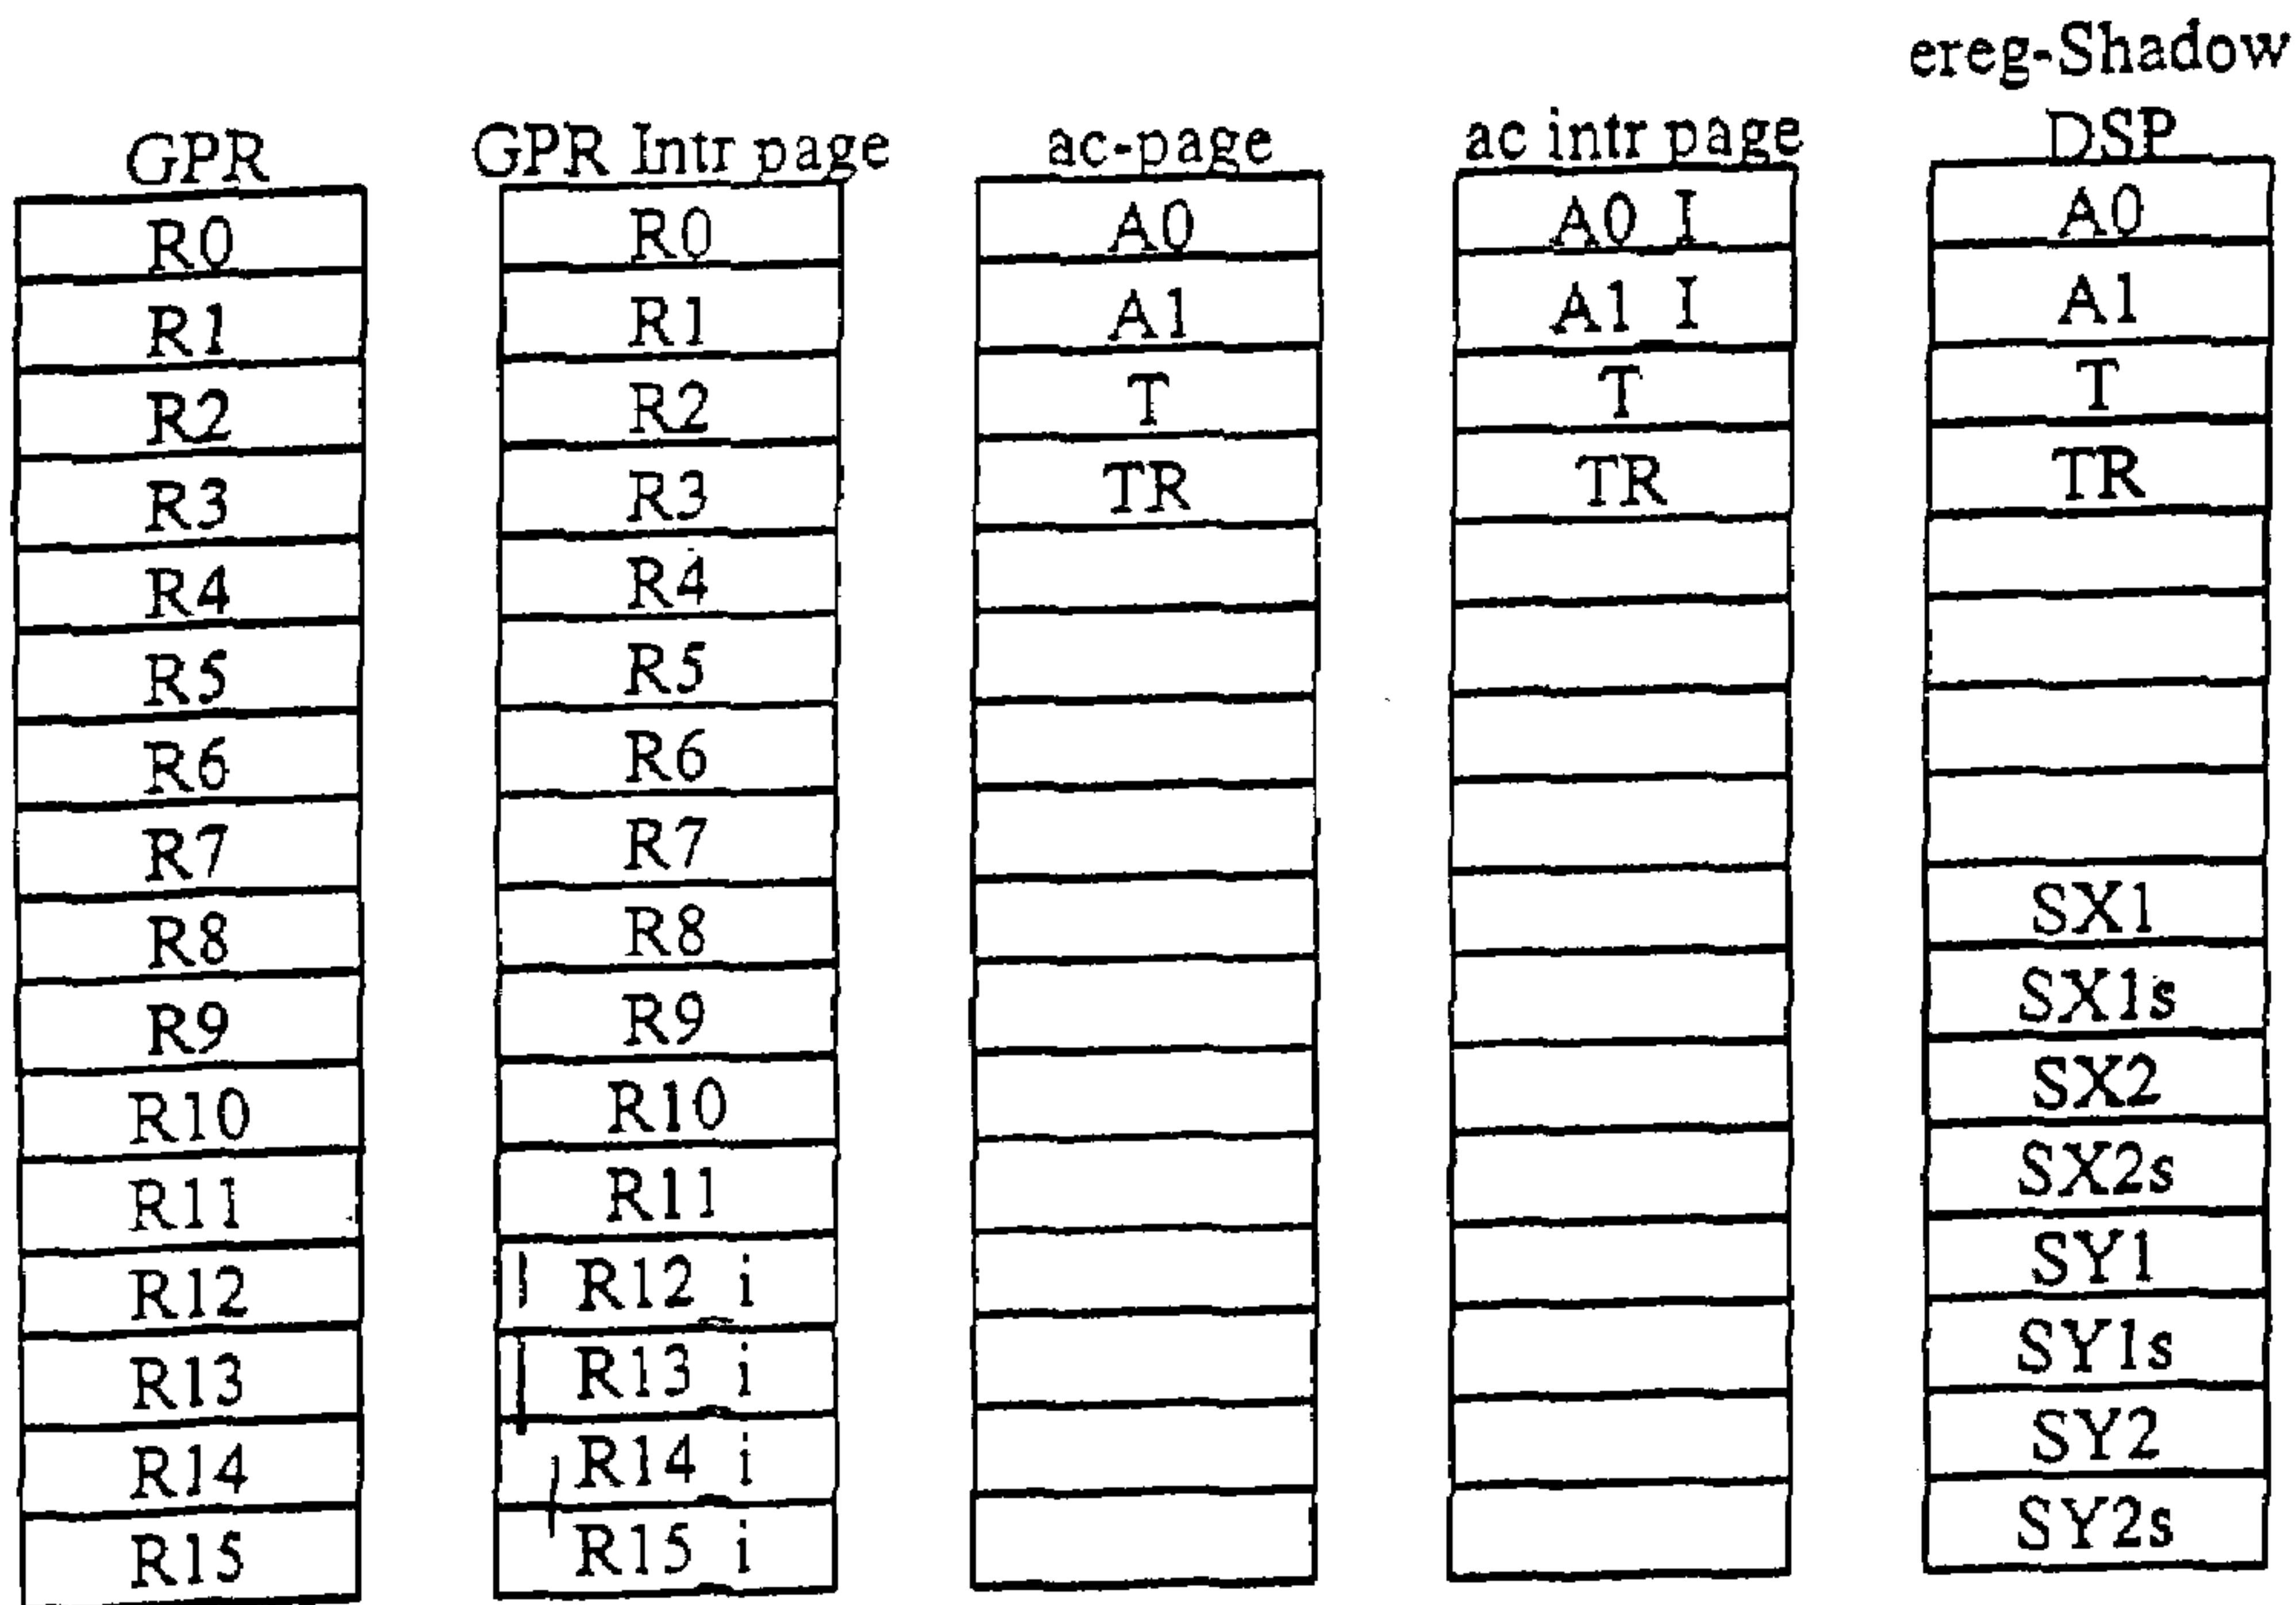 ereg-Shadow
GPR GPR Intr page ac-page ac intr page DSP
R0 R0 A0 A0 I A0
R1 R1 A1 A1 I A1
R2 R2 T T T
R3 R3 TR TR TR
R4 R4
R5 R5
R6 R6
R7 R7
R8 R8 SX1
R9 R9 SX1s
R10 R10 SX2
R11 R11 SX2s
R12 R12 i SY1
R13 R13 i SY1s
R14 R14 i SY2
R15 R15 i SY2s